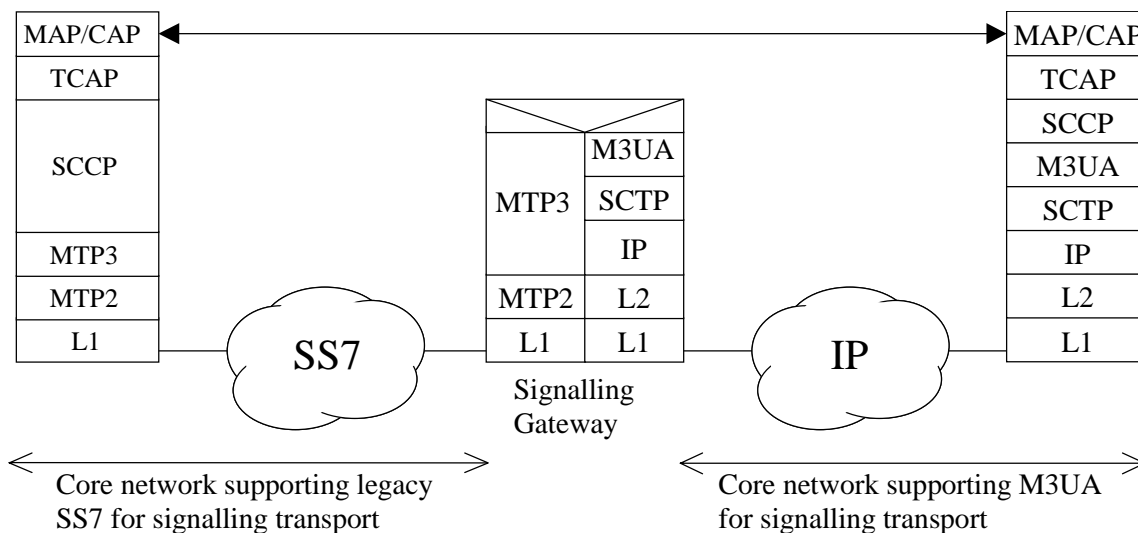 MAP/CAP
TCAP
SCCP
MTP3
MTP2
L1
SS7
MTP3
MTP2
L1
M3UA
SCTP
IP
L2
L1
Signalling
Gateway
IP
MAP/CAP
TCAP
SCCP
M3UA
SCTP
IP
L2
L1
Core network supporting legacy
SS7 for signalling transport
Core network supporting M3UA
for signalling transport